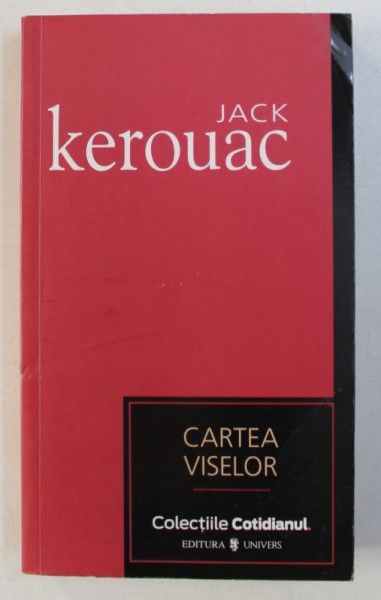 JACK
kerouac
CARTEA
VISELOR
Colecțiile Cotidianul.
EDITURA UNIVERS